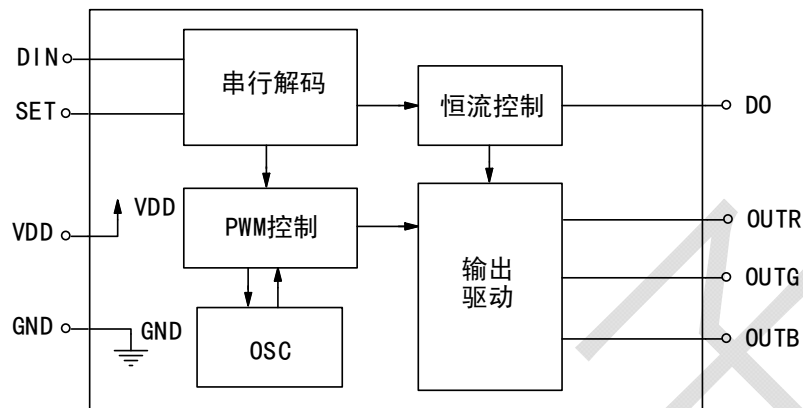 DIN
SET
串行解码
恒流控制
DO
VDD
VDD
PWM控制
OUTR
输出
驱动
OUTG
GND
GND
OSC
OUTB